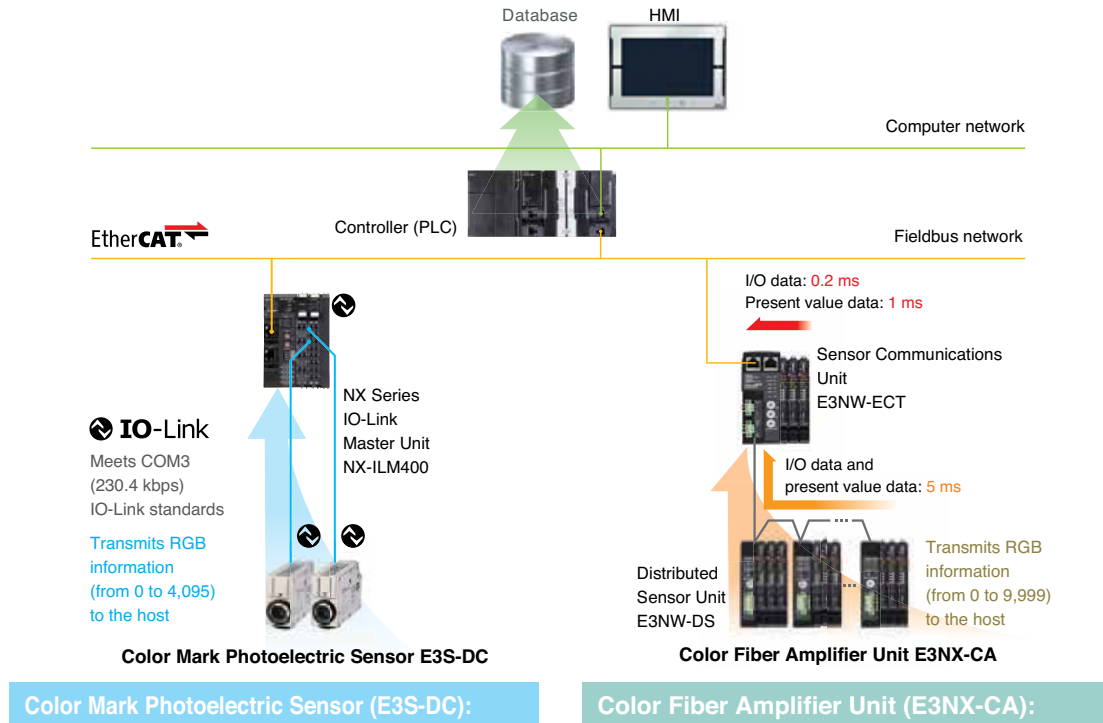 Database
HMI
Computer network
Controller (PLC)
EtherCAT®
Fieldbus network
I/O data: 0.2 ms
Present value data: 1 ms
Sensor Communications
Unit
E3NW-ECT
NX Series
IO-Link
Master Unit
NX-ILM400
IO-Link
Meets COM3
(230.4 kbps)
IO-Link standards
Transmits RGB
information
(from 0 to 4,095)
to the host
I/O data and
present value data: 5 ms
Distributed
Sensor Unit
E3NW-DS
Transmits RGB
information
(from 0 to 9,999)
to the host
Color Mark Photoelectric Sensor E3S-DC
Color Fiber Amplifier Unit E3NX-CA
Color Mark Photoelectric Sensor (E3S-DC):
Color Fiber Amplifier Unit (E3NX-CA):